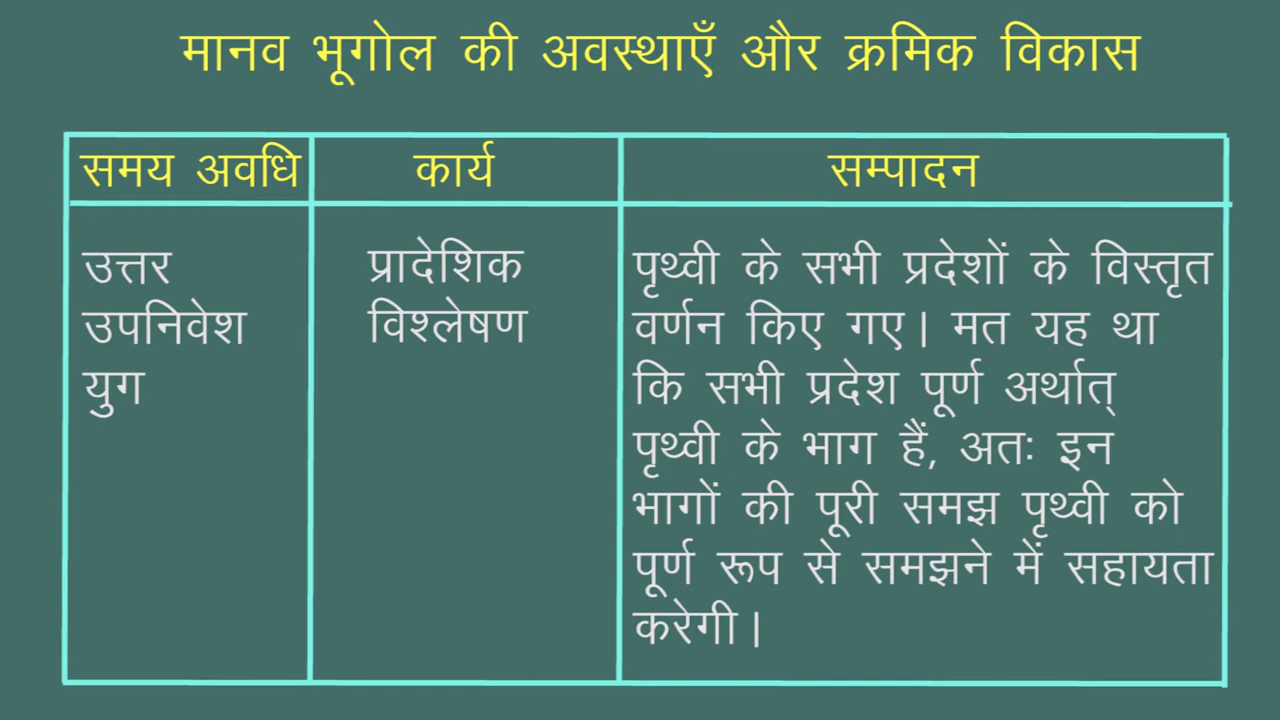 मानव भूगोल की अवस्थाएँ और क्रमिक विकास
समय अवधि
कार्य
सम्पादन
उत्तर
उपनिवेश
युग
प्रादेशिक
विश्लेषण
पृथ्वी के सभी प्रदेशों के विस्तृत
वर्णन किए गए। मत यह था
कि सभी प्रदेश पूर्ण अर्थात्
पृथ्वी के भाग हैं, अतः इन
भागों की पूरी समझ पृथ्वी को
पूर्ण रूप से समझने में सहायता
करेगी।